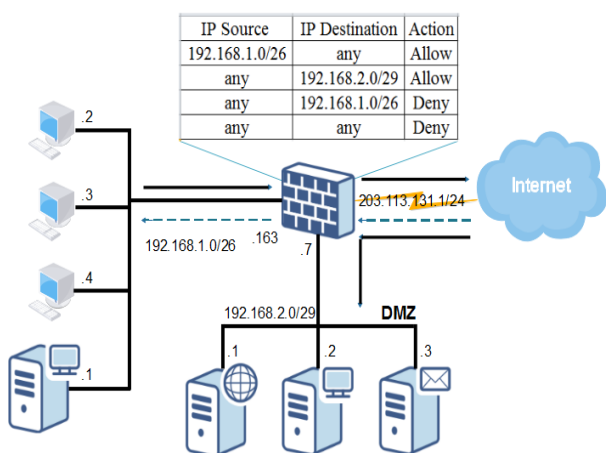 IP Source IP Destination Action
192.168.1.0/26 any Allow
any 192.168.2.0/29 Allow
any 192.168.1.0/26 Deny
any any Deny
.2
.3
.4
.1
192.168.1.0/26
.163
.7
203.113.131.1/24
Internet
192.168.2.0/29
DMZ
.1
.2
.3